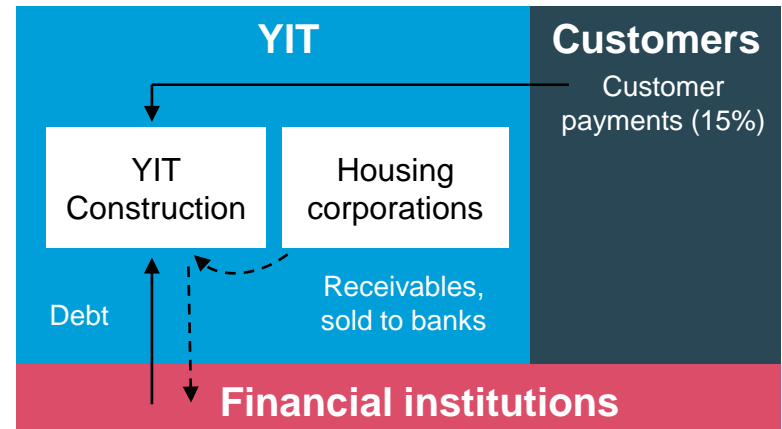 YIT
Customers
Customer
payments (15%)
YIT
Construction
Housing
corporations
Debt
Receivables,
sold to banks
Financial institutions